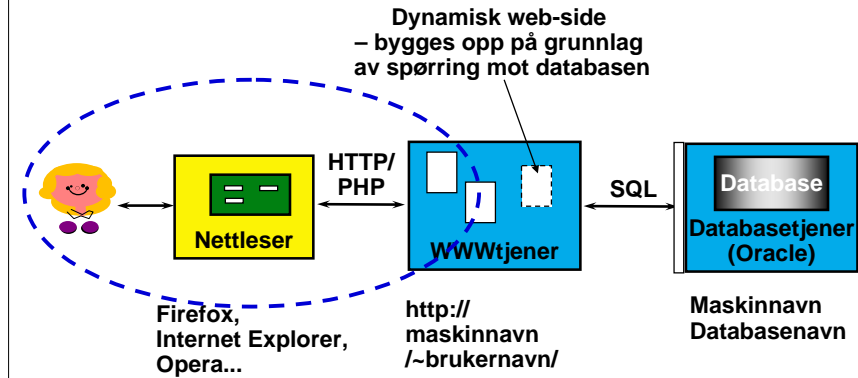 Dynamisk web-side
– bygges opp på grunnlag
av spørring mot databasen
HTTP/
PHP
Nettleser
WWWtjener
SQL
Database
Databasetjener
(Oracle)
Firefox,
Internet Explorer,
Opera...
http://
maskinnavn
/~brukernavn/
Maskinnavn
Databasenavn